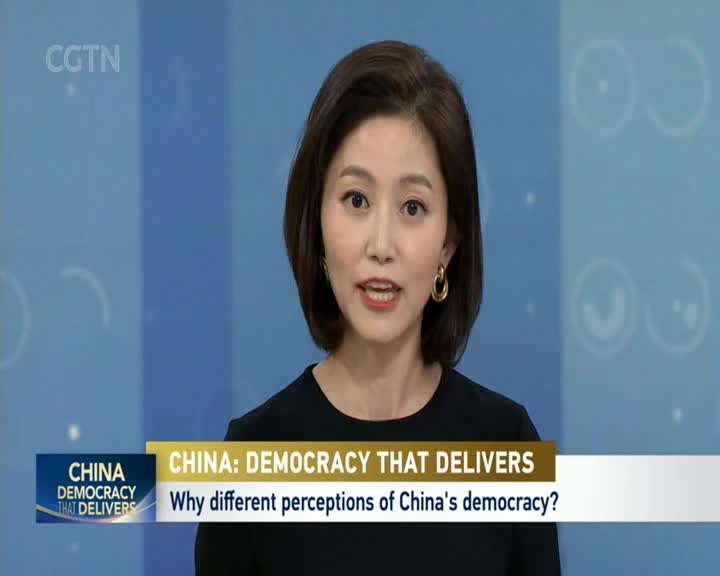 CGTN
CHINA: DEMOCRACY THAT DELIVERS
CHINA
DEMOCRACY
THAT DELIVERS
Why different perceptions of China's democracy?